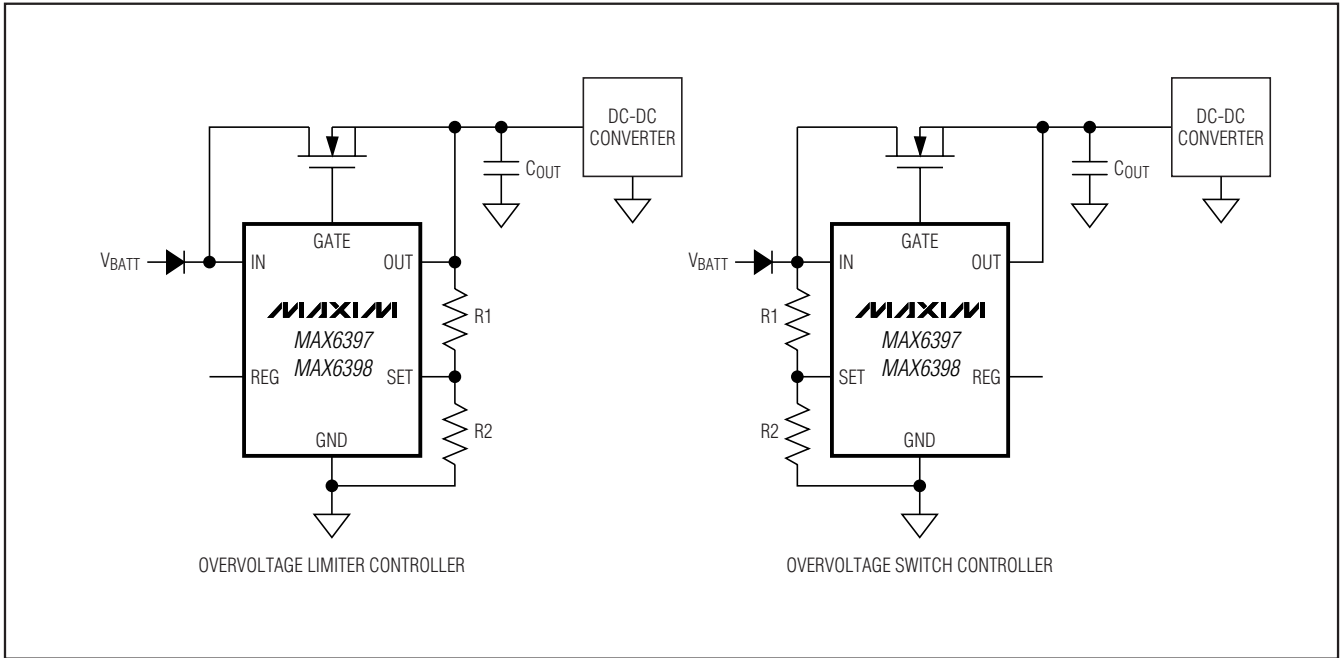 DC-DC
CONVERTER
COUT
GATE
VBATT
IN
OUT
MAXIM
MAX6397
MAX6398
R1
REG
SET
R2
GND
OVERVOLTAGE LIMITER CONTROLLER
DC-DC
CONVERTER
COUT
GATE
VBATT
IN
OUT
R1
MAXIM
MAX6397
MAX6398
SET
REG
R2
GND
OVERVOLTAGE SWITCH CONTROLLER